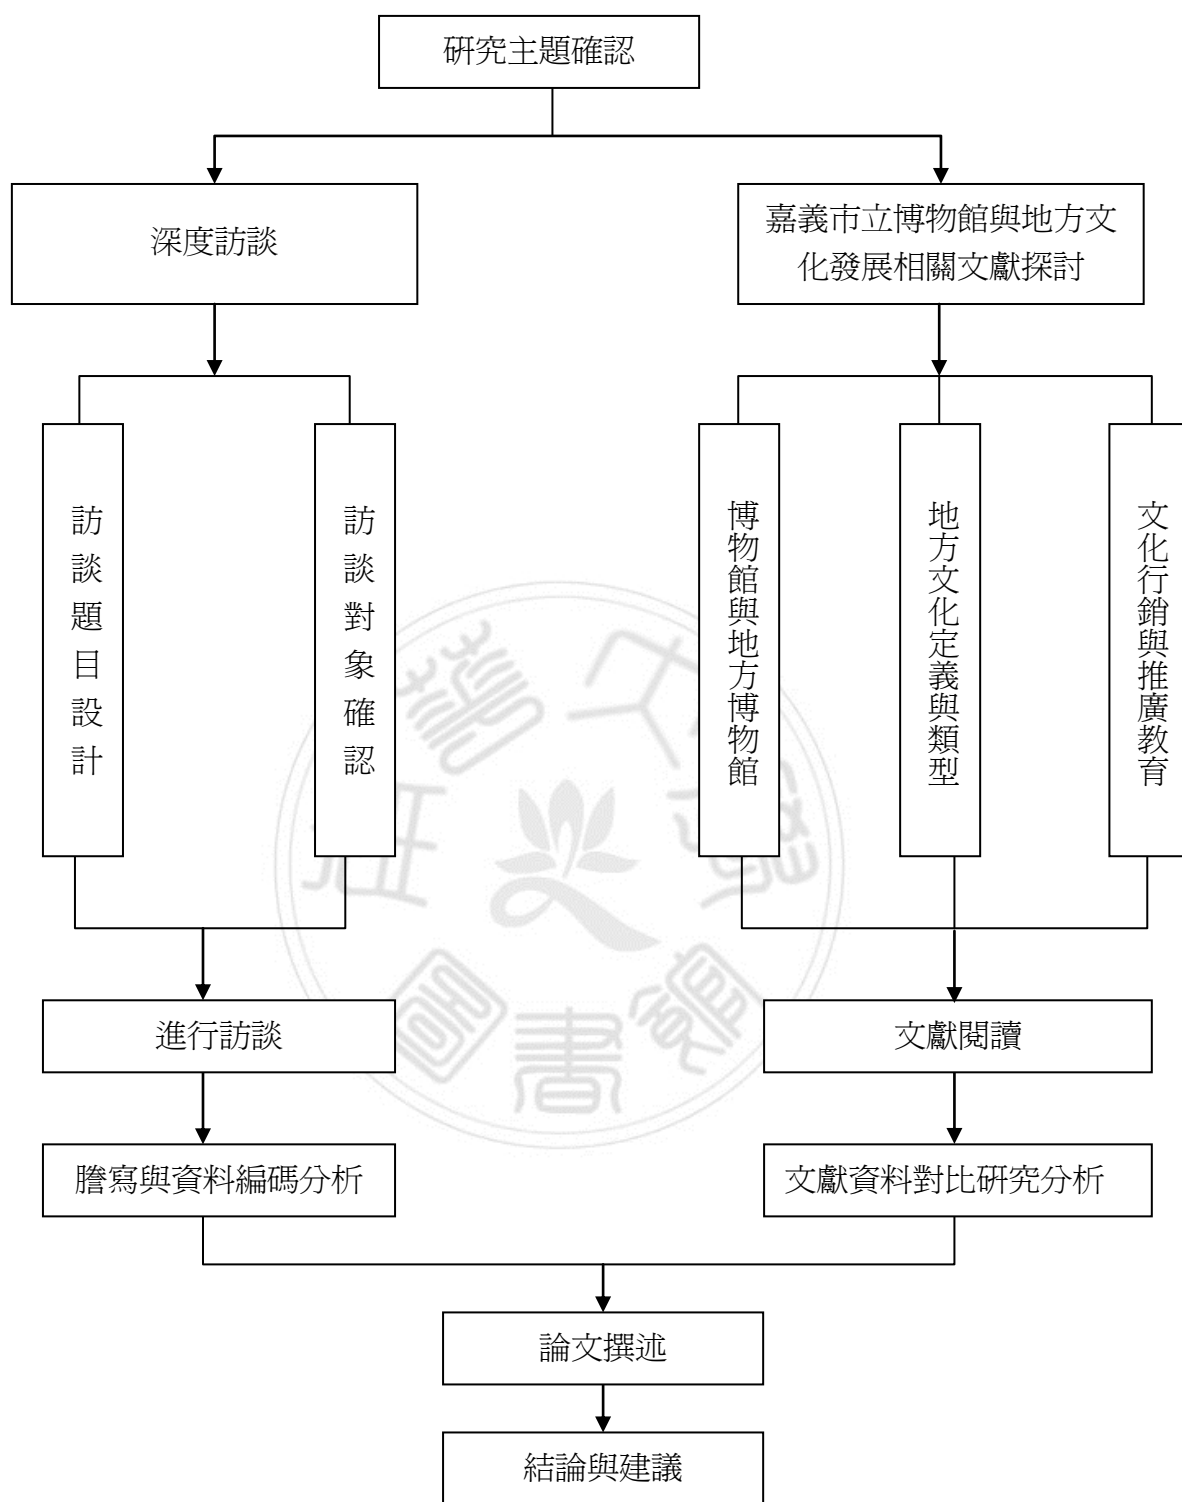 研究主題確認
深度訪談
嘉義市立博物館與地方文
化發展相關文獻探討
訪談題目設計
訪談對象確認
博物館與地方博物館
地方文化定義與類型
文化行銷與推廣教育
進行訪談
文獻閱讀
謄寫與資料編碼分析
文獻資料對比研究分析
論文撰述
結論與建議